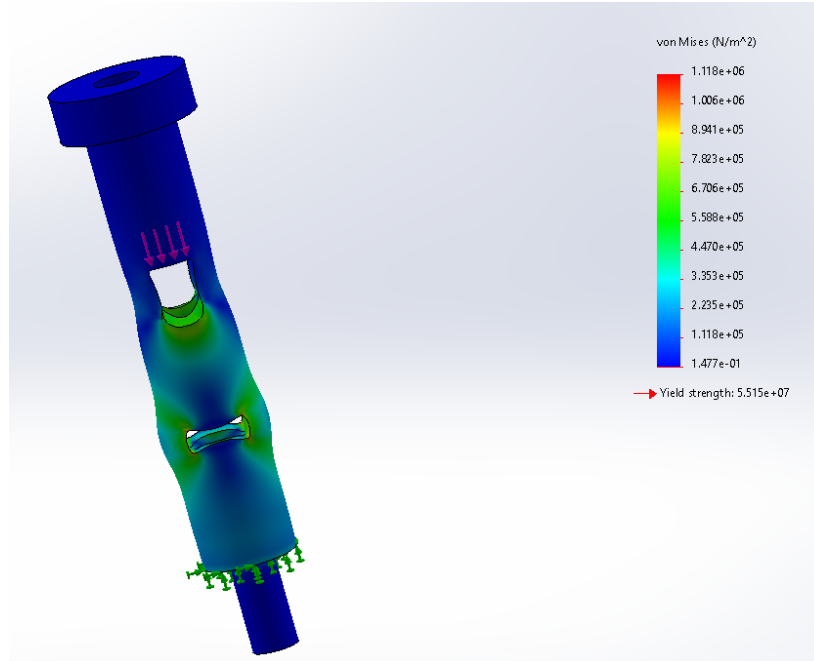 von Mises (N/m^2)
1.118e+06
1.006e+06
8.941e+05
7.823e+05
6.706e+05
5.588e+05
4.470e+05
3.353e+05
2.235e+05
1.118e+05
1.477e-01
Yield strength: 5.515e+07